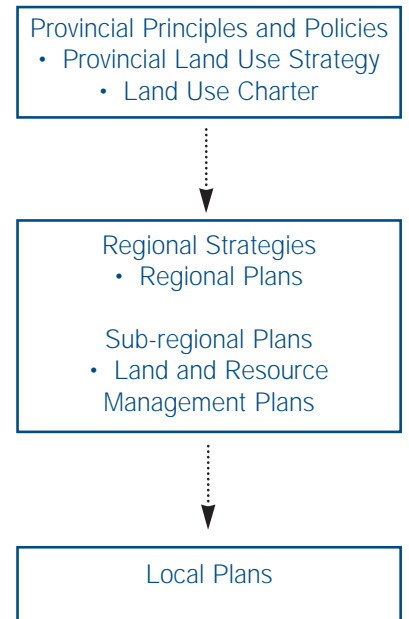 Provincial Principles and Policies
• Provincial Land Use Strategy
• Land Use Charter
Regional Strategies
• Regional Plans
Sub-regional Plans
• Land and Resource
Management Plans
Local Plans